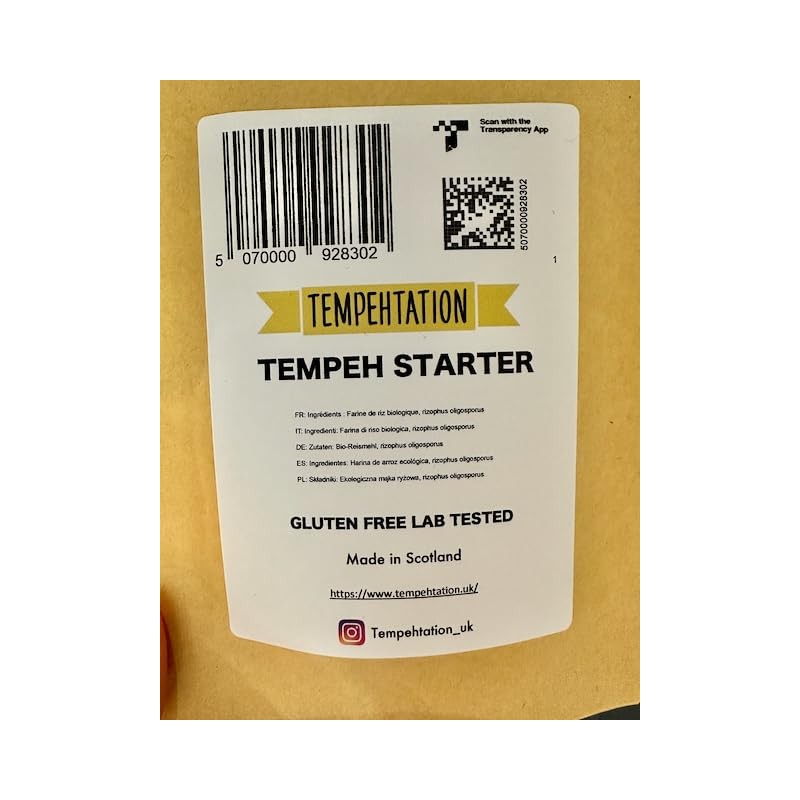 Scan with the
Transparency App
5 070000 928302
5070000928302
1
TEMPEHTATION
TEMPEH STARTER
FR: Ingrédients : Farine de riz biologique, rizophus oligosporus
IT: Ingredienti: Farina di riso biologica, rizophus oligosporus
DE: Zutaten: Bio-Reismehl, rizophus oligosporus
ES: Ingredientes: Harina de arroz ecológica, rizophus oligosporus
PL: Składniki: Ekologiczna mąka ryżowa, rizophus oligosporus
GLUTEN FREE LAB TESTED
Made in Scotland
https://www.tempehtation.uk/
Tempehtation_uk